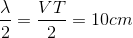 λ/2 = VT/2 = 10cm